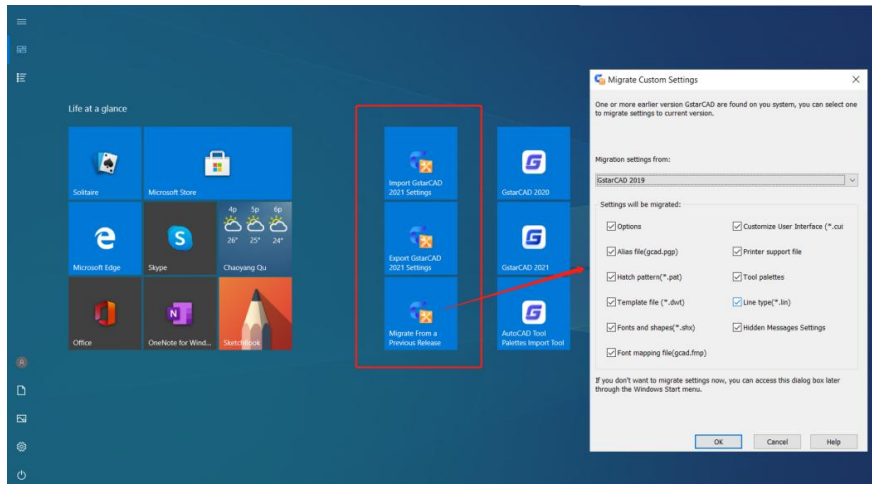 Life at a glance
Solitaire
Microsoft Store
Microsoft Edge
Skype
4p 5p 6p
26° 25° 24°
Chaoyang Qu
Office
OneNote for Wind...
Sketchbook
Import GstarCAD
2021 Settings
Export GstarCAD
2021 Settings
Migrate From a
Previous Release
GstarCAD 2020
GstarCAD 2021
AutoCAD Tool
Palettes Import Tool
Migrate Custom Settings
One or more earlier version GstarCAD are found on you system, you can select one
to migrate settings to current version.
Migration settings from:
GstarCAD 2019
Settings will be migrated:
Options
Customize User Interface (*.cui
Alias file(gcad.pgp)
Printer support file
Hatch pattern(*.pat)
Tool palettes
Template file (*.dwt)
Line type(*.lin)
Fonts and shapes(*.shx)
Hidden Messages Settings
Font mapping file(gcad.fmp)
If you don't want to migrate settings now, you can access this dialog box later
through the Windows Start menu.
OK
Cancel
Help